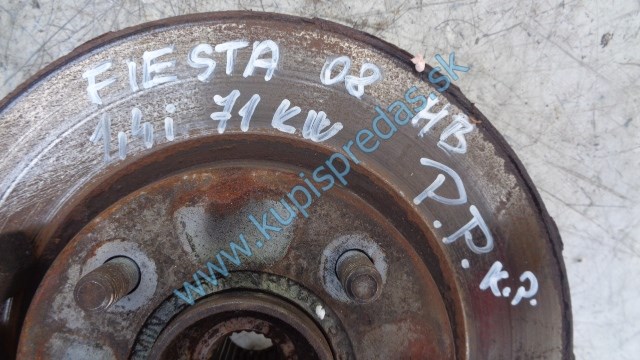 FIESTA 08 HB
1,4i 71 KW P.P. K.P.
www.kupispredas.sk